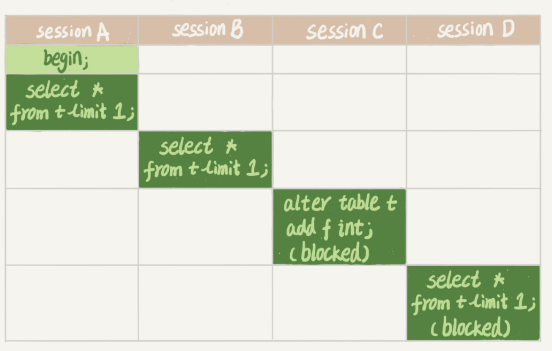 session A session B session C session D
begin;
select *
from t limit 1;
select *
from t limit 1;
alter table t
add f int;
(blocked)
select *
from t limit 1;
(blocked)